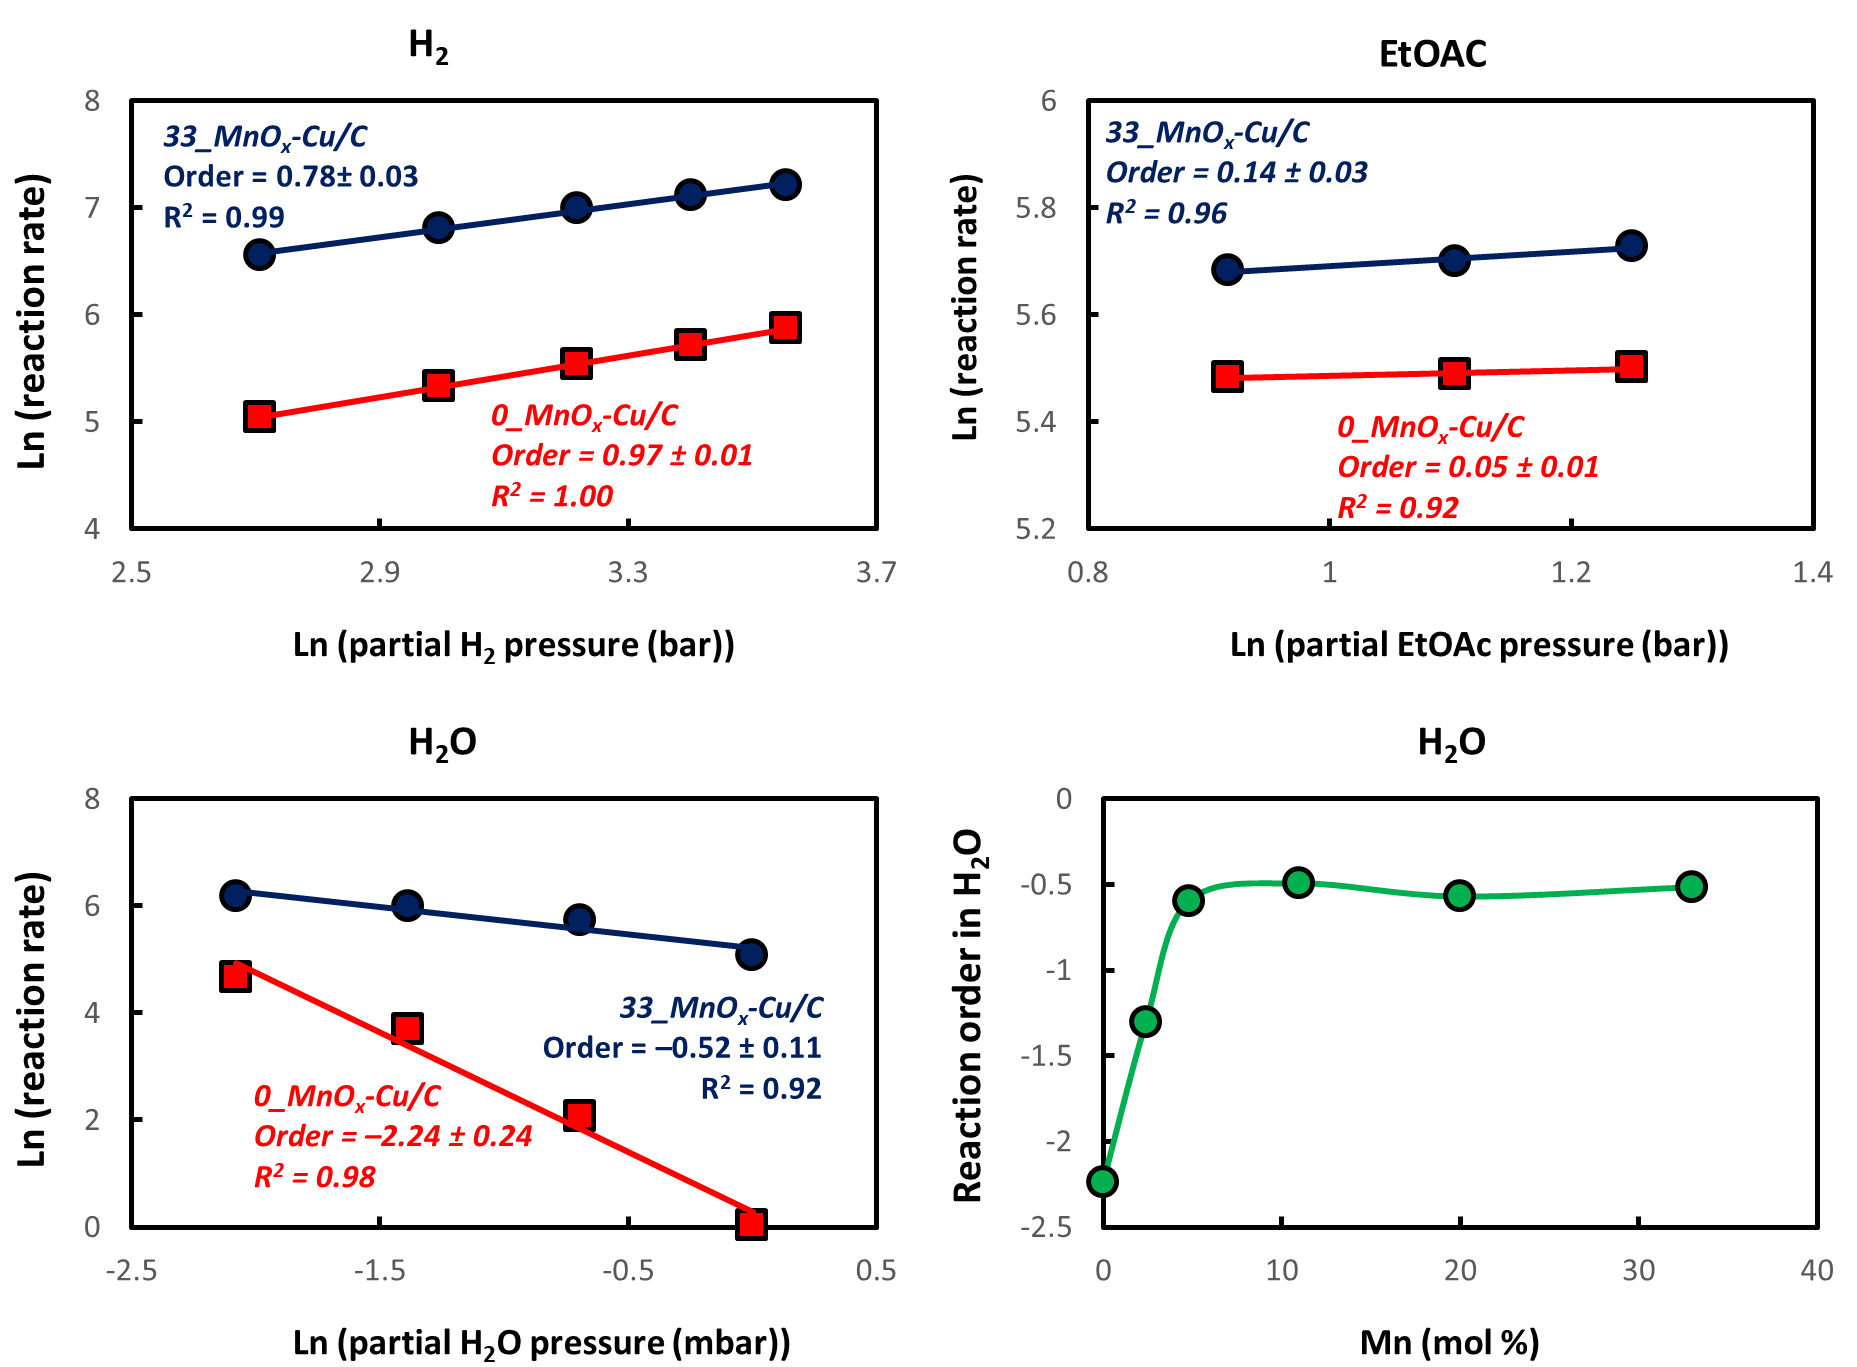 H₂
8
7
6
5
4
2.5 2.9 3.3 3.7
Ln (reaction rate)
Ln (partial H₂ pressure (bar))
33_MnOₓ-Cu/C
Order = 0.78± 0.03
R² = 0.99
0_MnOₓ-Cu/C
Order = 0.97 ± 0.01
R² = 1.00
EtOAC
6
5.8
5.6
5.4
5.2
0.8 1 1.2 1.4
Ln (reaction rate)
Ln (partial EtOAc pressure (bar))
33_MnOₓ-Cu/C
Order = 0.14 ± 0.03
R² = 0.96
0_MnOₓ-Cu/C
Order = 0.05 ± 0.01
R² = 0.92
H₂O
8
6
4
2
0
-2.5 -1.5 -0.5 0.5
Ln (reaction rate)
Ln (partial H₂O pressure (mbar))
33_MnOₓ-Cu/C
Order = –0.52 ± 0.11
R² = 0.92
0_MnOₓ-Cu/C
Order = –2.24 ± 0.24
R² = 0.98
H₂O
0
-0.5
-1
-1.5
-2
-2.5
0 10 20 30 40
Reaction order in H₂O
Mn (mol %)